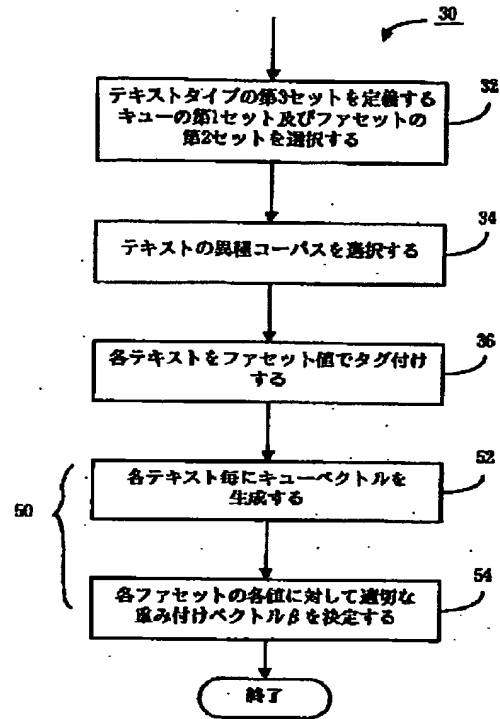 30
テキストタイプの第3セットを定義する
キューの第1セット及びファセットの
第2セットを選択する
32
テキストの異種コーパスを選択する
34
各テキストをファセット値でタグ付け
する
36
各テキスト毎にキューベクトルを
生成する
52
50
各ファセットの各値に対して適切な
重み付けベクトルβを決定する
54
終了